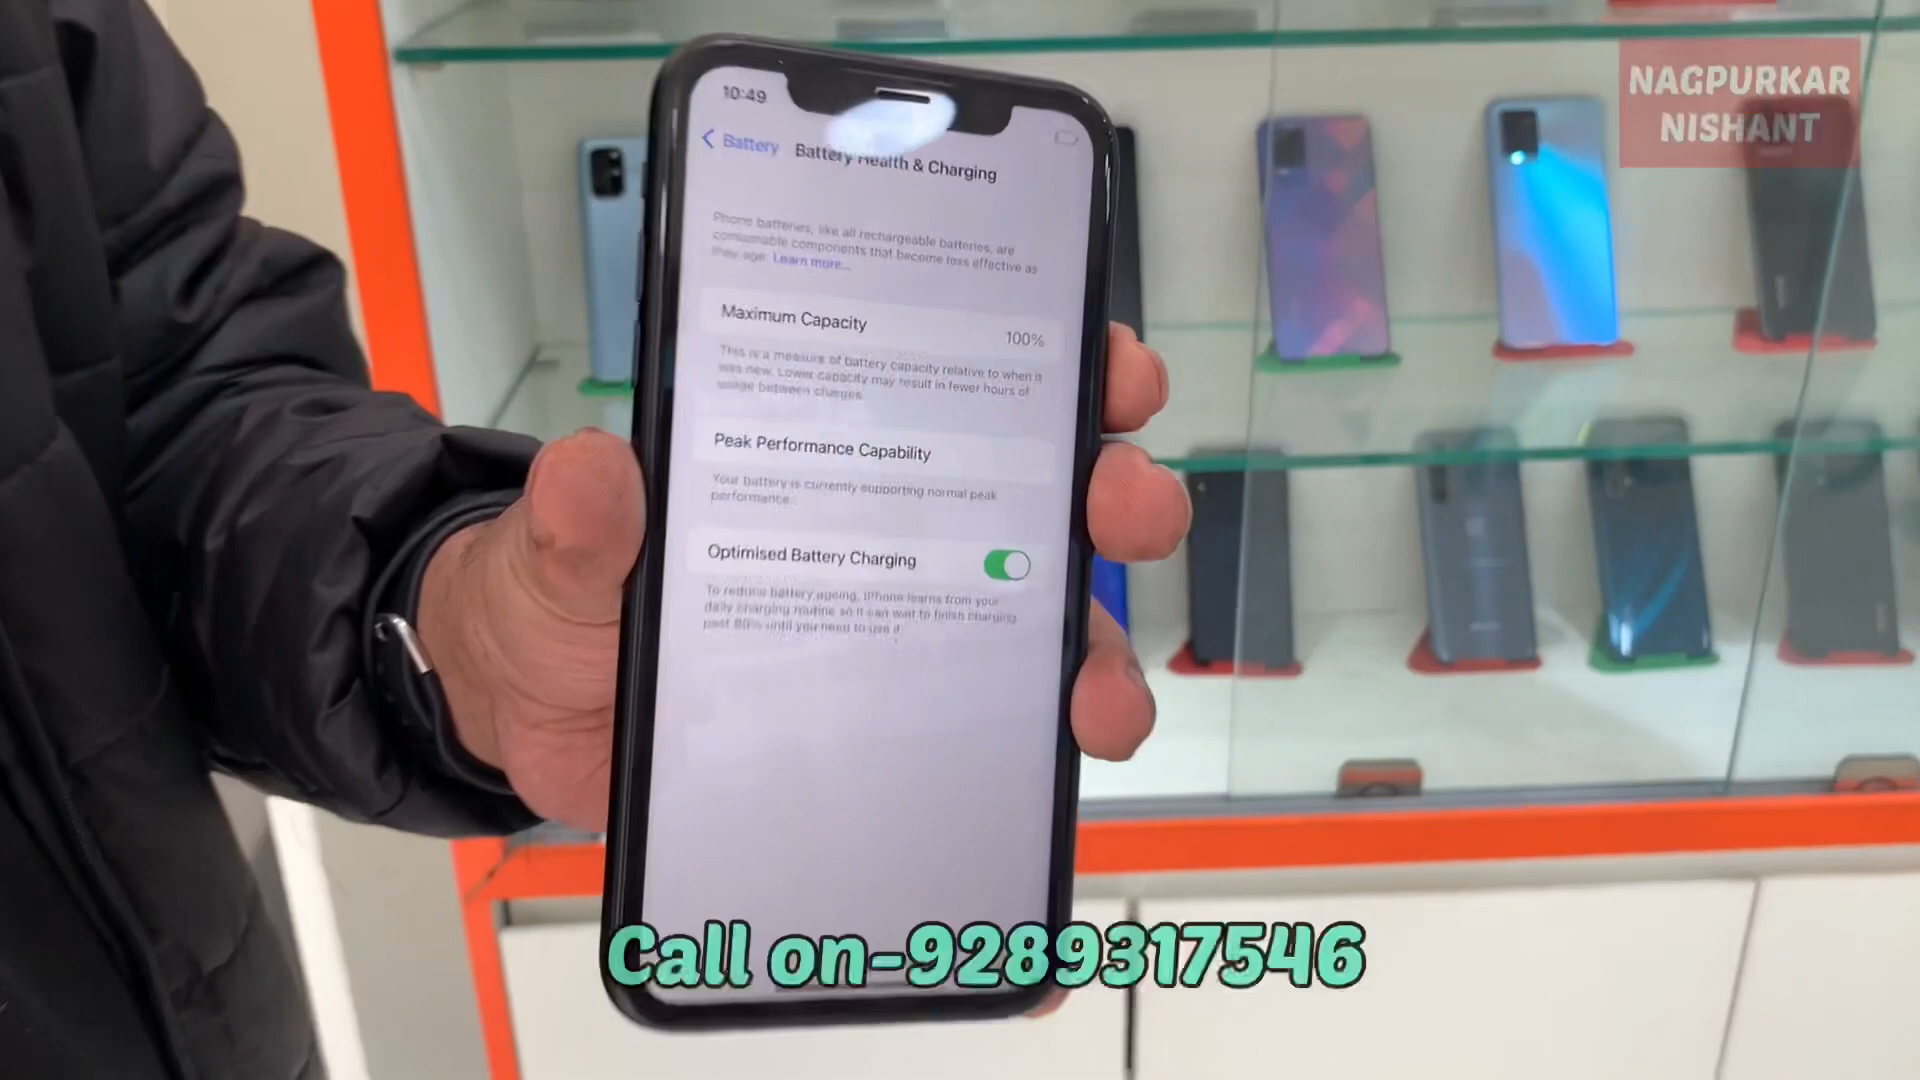 NAGPURKAR
NISHANT
10:49
Battery
Battery Health & Charging
Phone batteries, like all rechargeable batteries, are
consumable components that become less effective as
they age. Learn more...
Maximum Capacity
100%
This is a measure of battery capacity relative to when it
was new. Lower capacity may result in fewer hours of
usage between charges.
Peak Performance Capability
Your battery is currently supporting normal peak
performance.
Optimised Battery Charging
To reduce battery ageing, iPhone learns from your
daily charging routine so it can wait to finish charging
past 80% until you need to use it.
Call on-9289317546